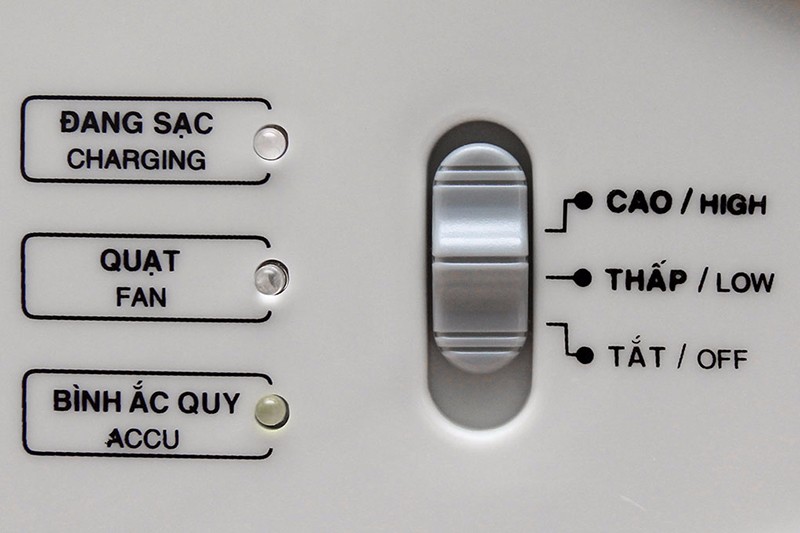 ĐANG SẠC
CHARGING
QUẠT
FAN
BÌNH ẮC QUY
ACCU
CAO / HIGH
THẤP / LOW
TẮT / OFF